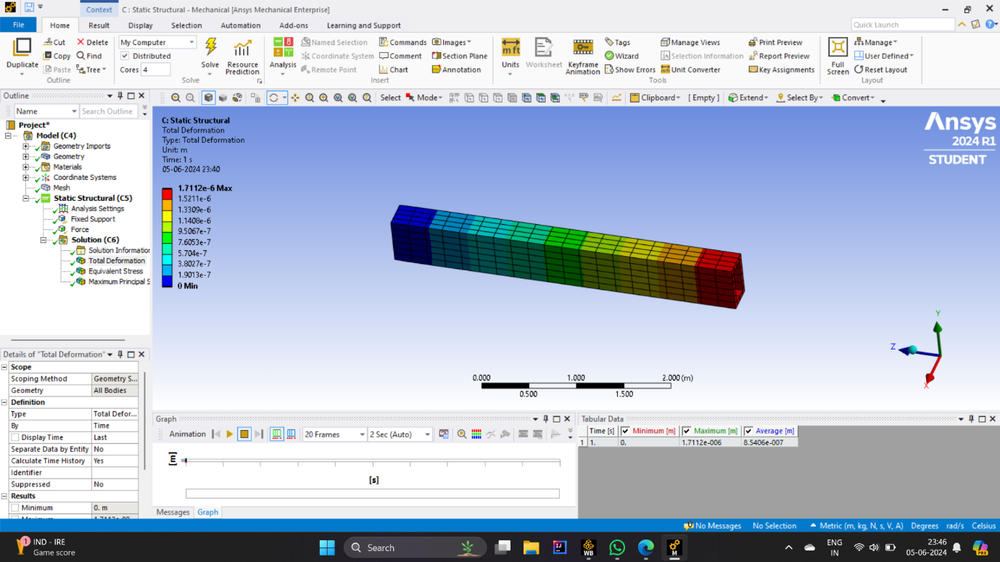 Context
C : Static Structural - Mechanical [Ansys Mechanical Enterprise]
File Home Result Display Selection Automation Add-ons Learning and Support
Quick Launch
Duplicate
Cut
Copy
Paste
Delete
Find
Tree
Outline
My Computer
Distributed
Cores 4
Solve
Resource Prediction
Solve
Analysis
Named Selection
Coordinate System
Remote Point
Commands
Comment
Chart
Images
Section Plane
Annotation
Insert
mft
Units
Worksheet
Keyframe Animation
Tags
Wizard
Show Errors
Manage Views
Selection Information
Unit Converter
Print Preview
Report Preview
Key Assignments
Tools
Full Screen
Manage
User Defined
Reset Layout
Layout
Outline
Name
Search Outline
Select Mode Clipboard [ Empty ] Extend Select By Convert
Project*
Model (C4)
Geometry Imports
Geometry
Materials
Coordinate Systems
Mesh
Static Structural (C5)
Analysis Settings
Fixed Support
Force
Solution (C6)
Solution Information
Total Deformation
Equivalent Stress
Maximum Principal S
C: Static Structural
Total Deformation
Type: Total Deformation
Unit: m
Time: 1 s
05-06-2024 23:40
1.7112e-6 Max
1.5211e-6
1.3309e-6
1.1408e-6
9.5067e-7
7.6053e-7
5.704e-7
3.8027e-7
1.9013e-7
0 Min
Ansys
2024 R1
STUDENT
Y
Z
X
0.000 1.000 2.000 (m)
0.500 1.500
Details of "Total Deformation"
Scope
Scoping Method Geometry S...
Geometry All Bodies
Definition
Type Total Defor...
By Time
Display Time Last
Separate Data by Entity No
Calculate Time History Yes
Identifier
Suppressed No
Results
Minimum 0. m
Graph
Animation 20 Frames 2 Sec (Auto)
[m]
[s]
Messages Graph
Tabular Data
Time [s] Minimum [m] Maximum [m] Average [m]
1 1. 0. 1.7112e-006 8.5406e-007
No Messages No Selection Metric (m, kg, N, s, V, A) Degrees rad/s Celsius
1
IND - IRE
Game score
Search
IJ
WB
M
ENG
IN
23:46
05-06-2024
PRE